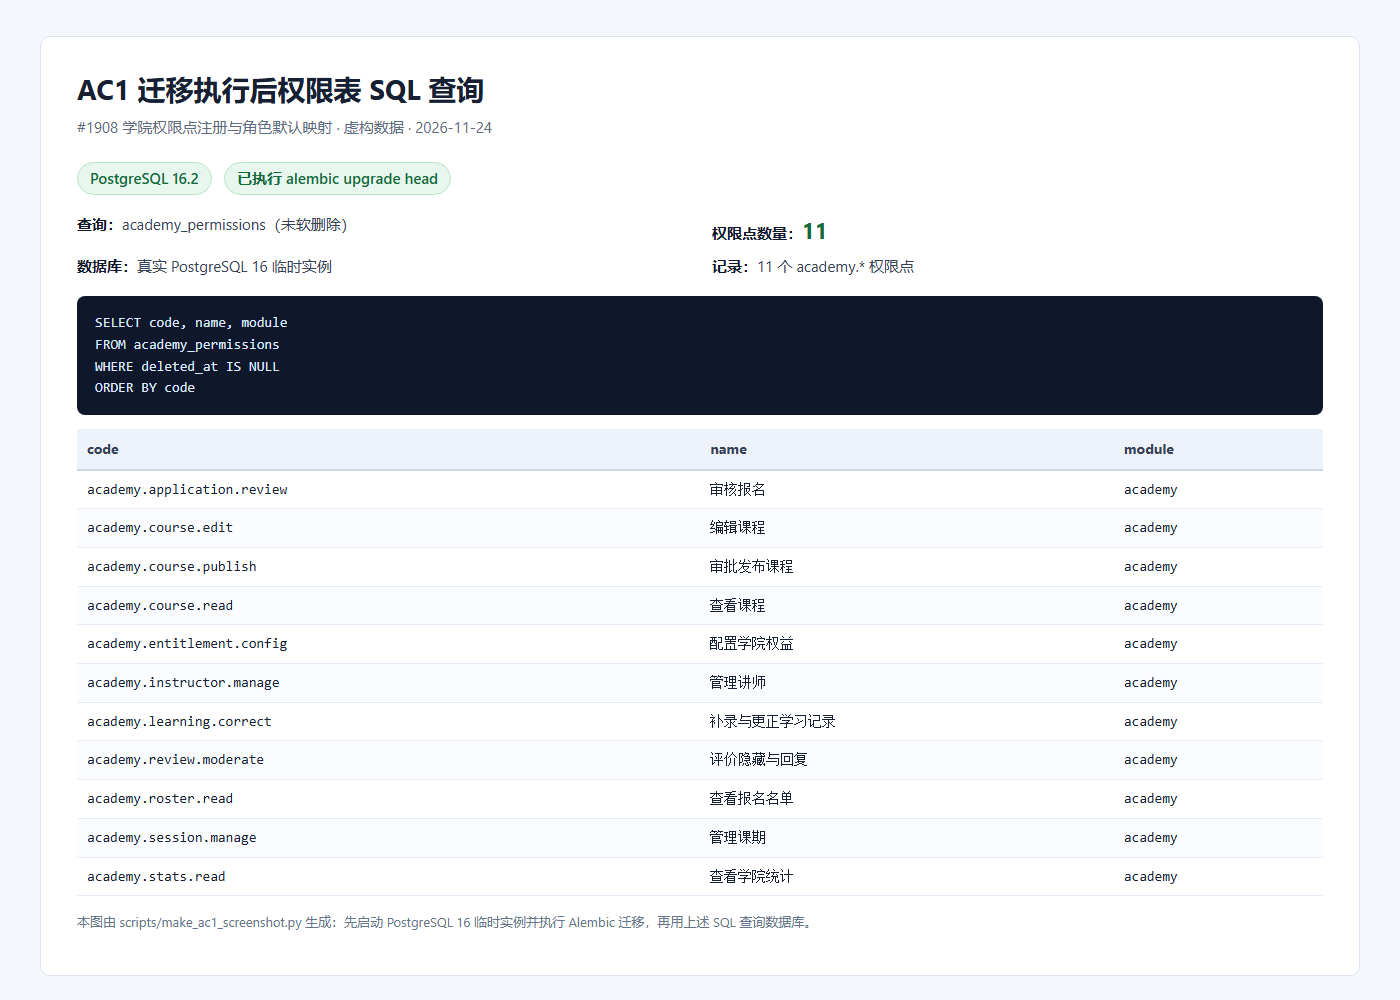 AC1 迁移执行后权限表 SQL 查询
#1908 学院权限点注册与角色默认映射 · 虚构数据 · 2026-11-24
PostgreSQL 16.2 已执行 alembic upgrade head
查询：academy_permissions（未软删除） 权限点数量：11
数据库：真实 PostgreSQL 16 临时实例 记录：11 个 academy.* 权限点
SELECT code, name, module
FROM academy_permissions
WHERE deleted_at IS NULL
ORDER BY code
code name module
academy.application.review 审核报名 academy
academy.course.edit 编辑课程 academy
academy.course.publish 审批发布课程 academy
academy.course.read 查看课程 academy
academy.entitlement.config 配置学院权益 academy
academy.instructor.manage 管理讲师 academy
academy.learning.correct 补录与更正学习记录 academy
academy.review.moderate 评价隐藏与回复 academy
academy.roster.read 查看报名名单 academy
academy.session.manage 管理课期 academy
academy.stats.read 查看学院统计 academy
本图由 scripts/make_ac1_screenshot.py 生成：先启动 PostgreSQL 16 临时实例并执行 Alembic 迁移，再用上述 SQL 查询数据库。